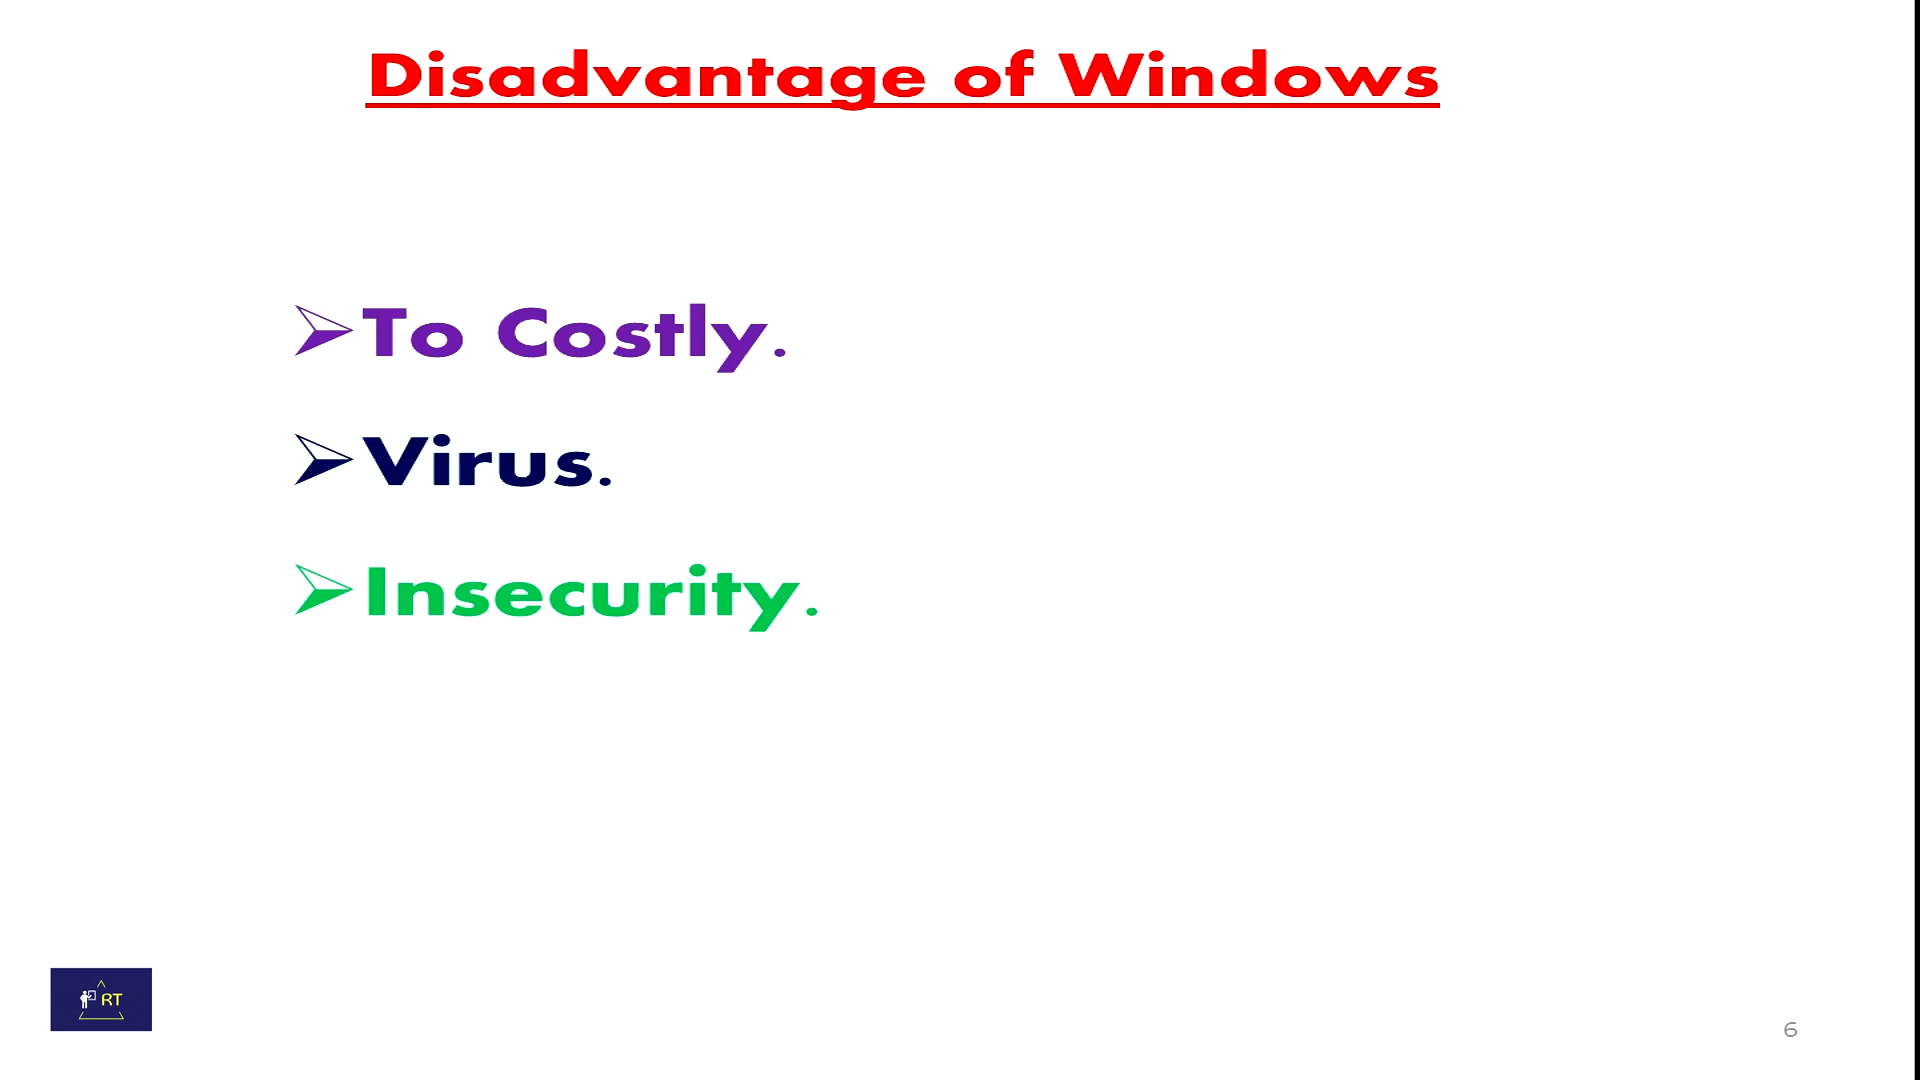 Disadvantage of Windows
➢To Costly.
➢Virus.
➢Insecurity.
RT
6